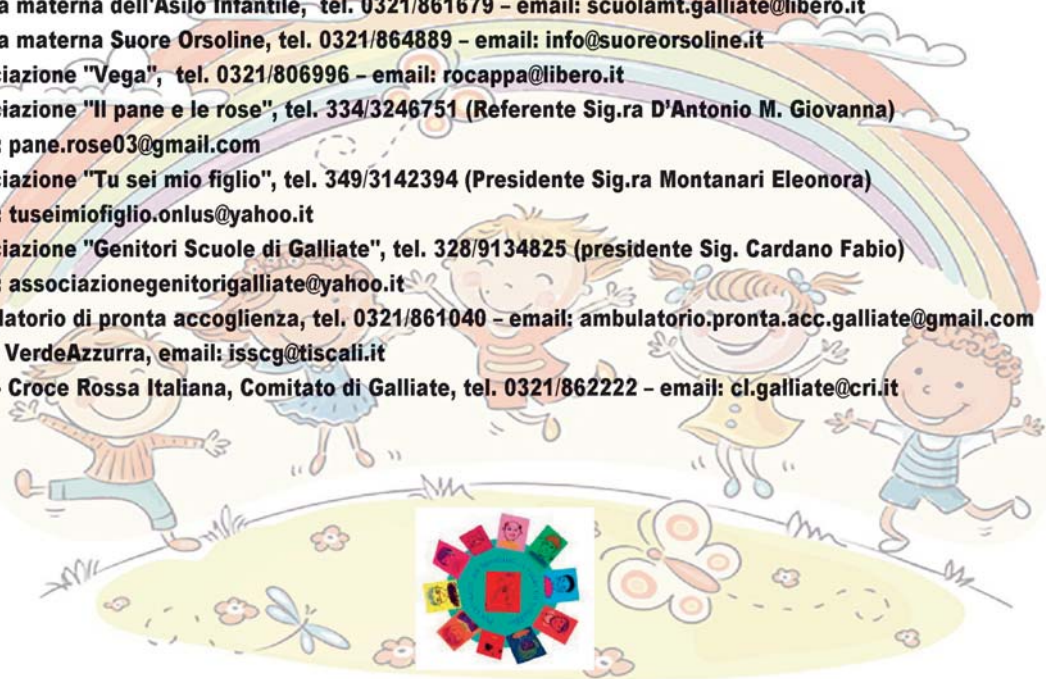 a materna dell'Asilo Infantile, tel. 0321/861679 – email: scuolamt.galliate@libero.it
a materna Suore Orsoline, tel. 0321/864889 – email: info@suoreorsoline.it
ciazione "Vega", tel. 0321/806996 – email: rocappa@libero.it
ciazione "Il pane e le rose", tel. 334/3246751 (Referente Sig.ra D'Antonio M. Giovanna)
: pane.rose03@gmail.com
ciazione "Tu sei mio figlio", tel. 349/3142394 (Presidente Sig.ra Montanari Eleonora)
: tuseimiofiglio.onlus@yahoo.it
ciazione "Genitori Scuole di Galliate", tel. 328/9134825 (presidente Sig. Cardano Fabio)
: associazionegenitorigalliate@yahoo.it
latorio di pronta accoglienza, tel. 0321/861040 – email: ambulatorio.pronta.acc.galliate@gmail.com
VerdeAzzurra, email: isscg@tiscali.it
- Croce Rossa Italiana, Comitato di Galliate, tel. 0321/862222 – email: cl.galliate@cri.it